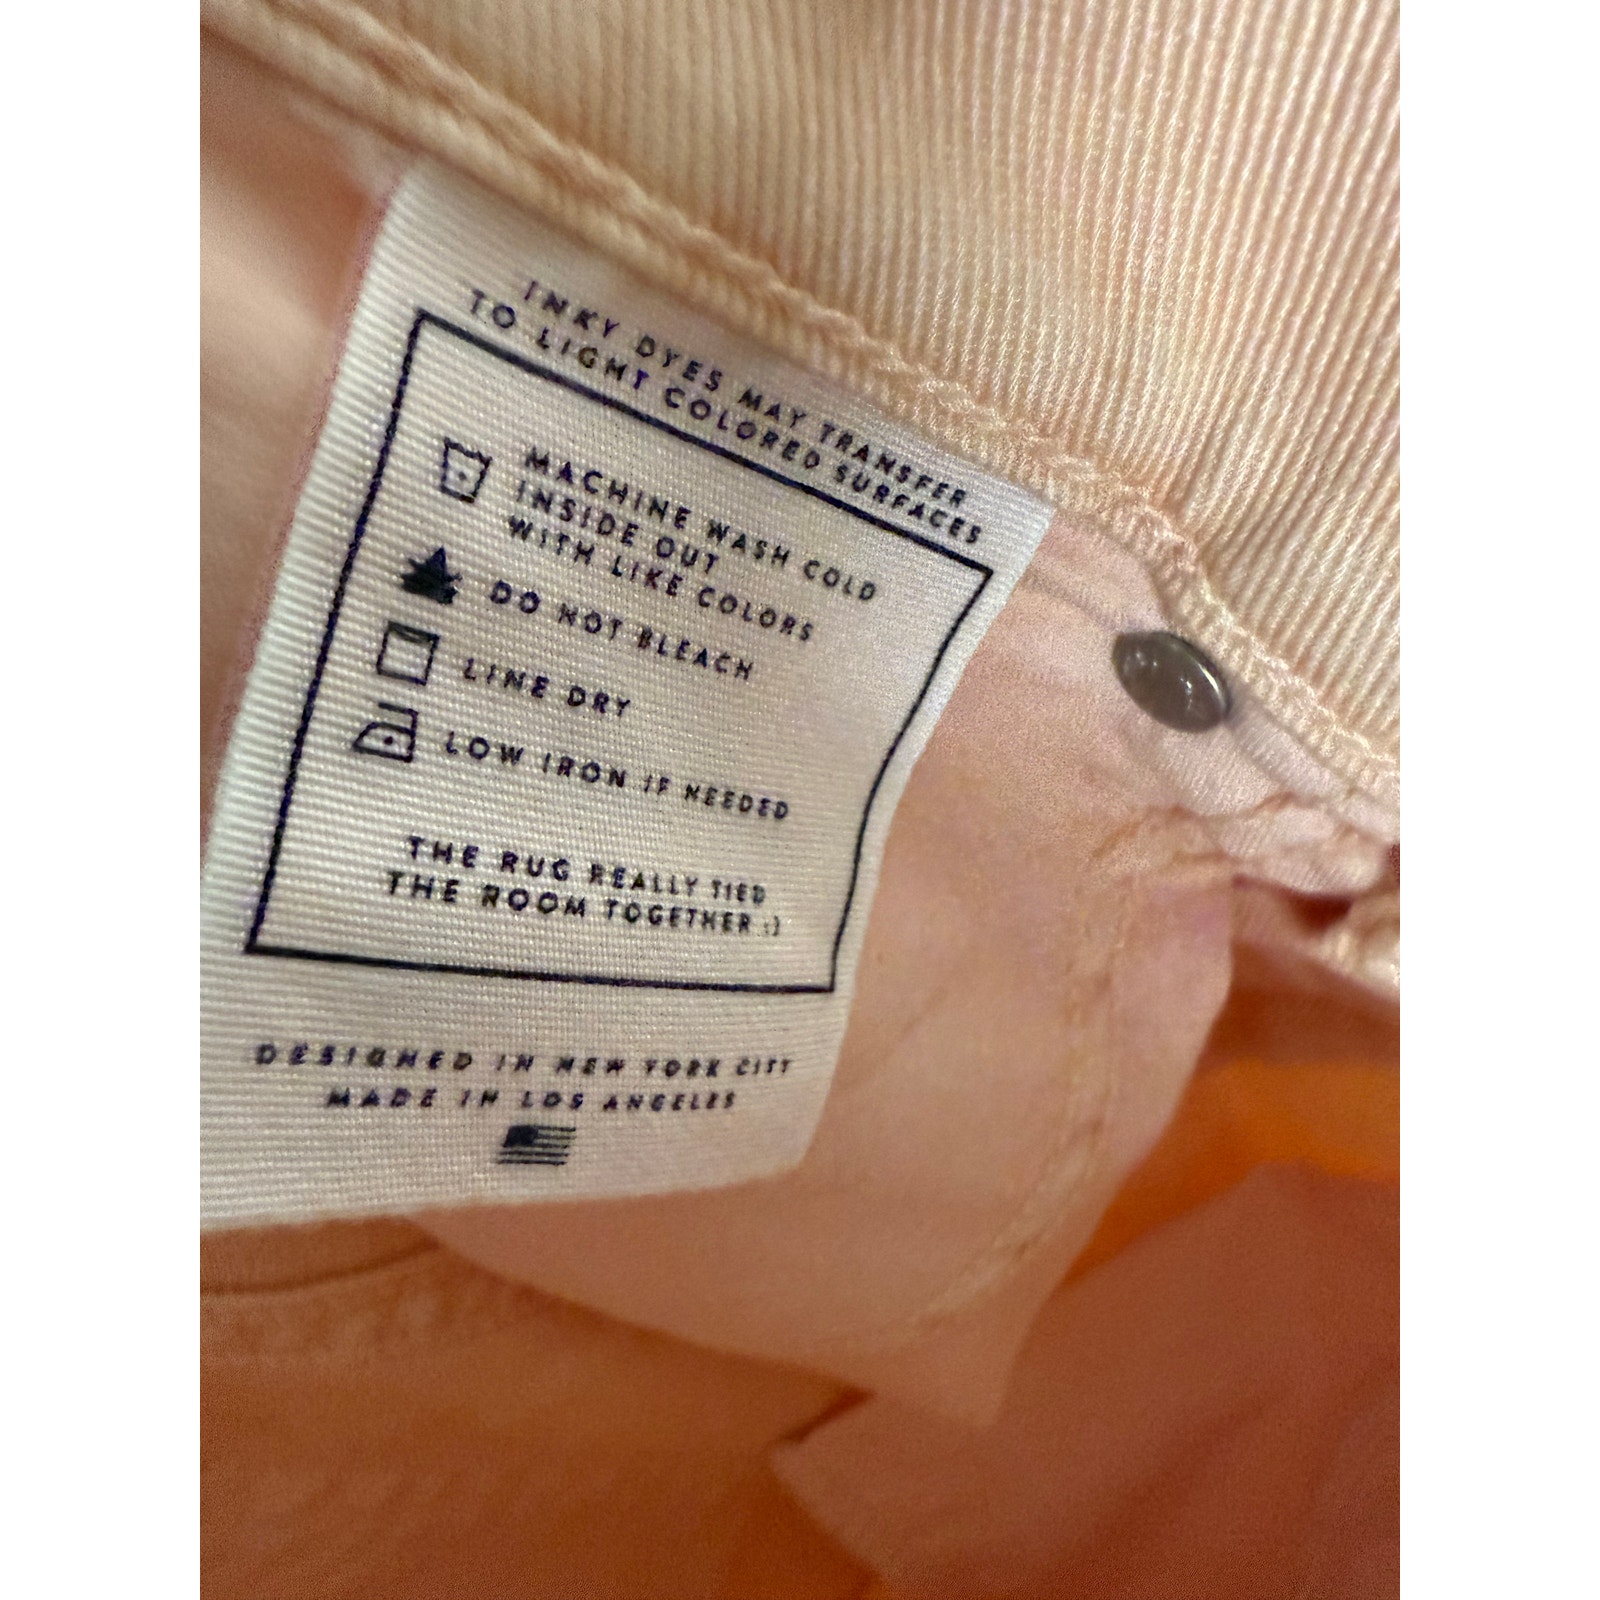 INKY DYES MAY TRANSFER
TO LIGHT COLORED SURFACES
MACHINE WASH COLD
INSIDE OUT
WITH LIKE COLORS
DO NOT BLEACH
LINE DRY
LOW IRON IF NEEDED
THE RUG REALLY TIED
THE ROOM TOGETHER :)
DESIGNED IN NEW YORK CITY
MADE IN LOS ANGELES